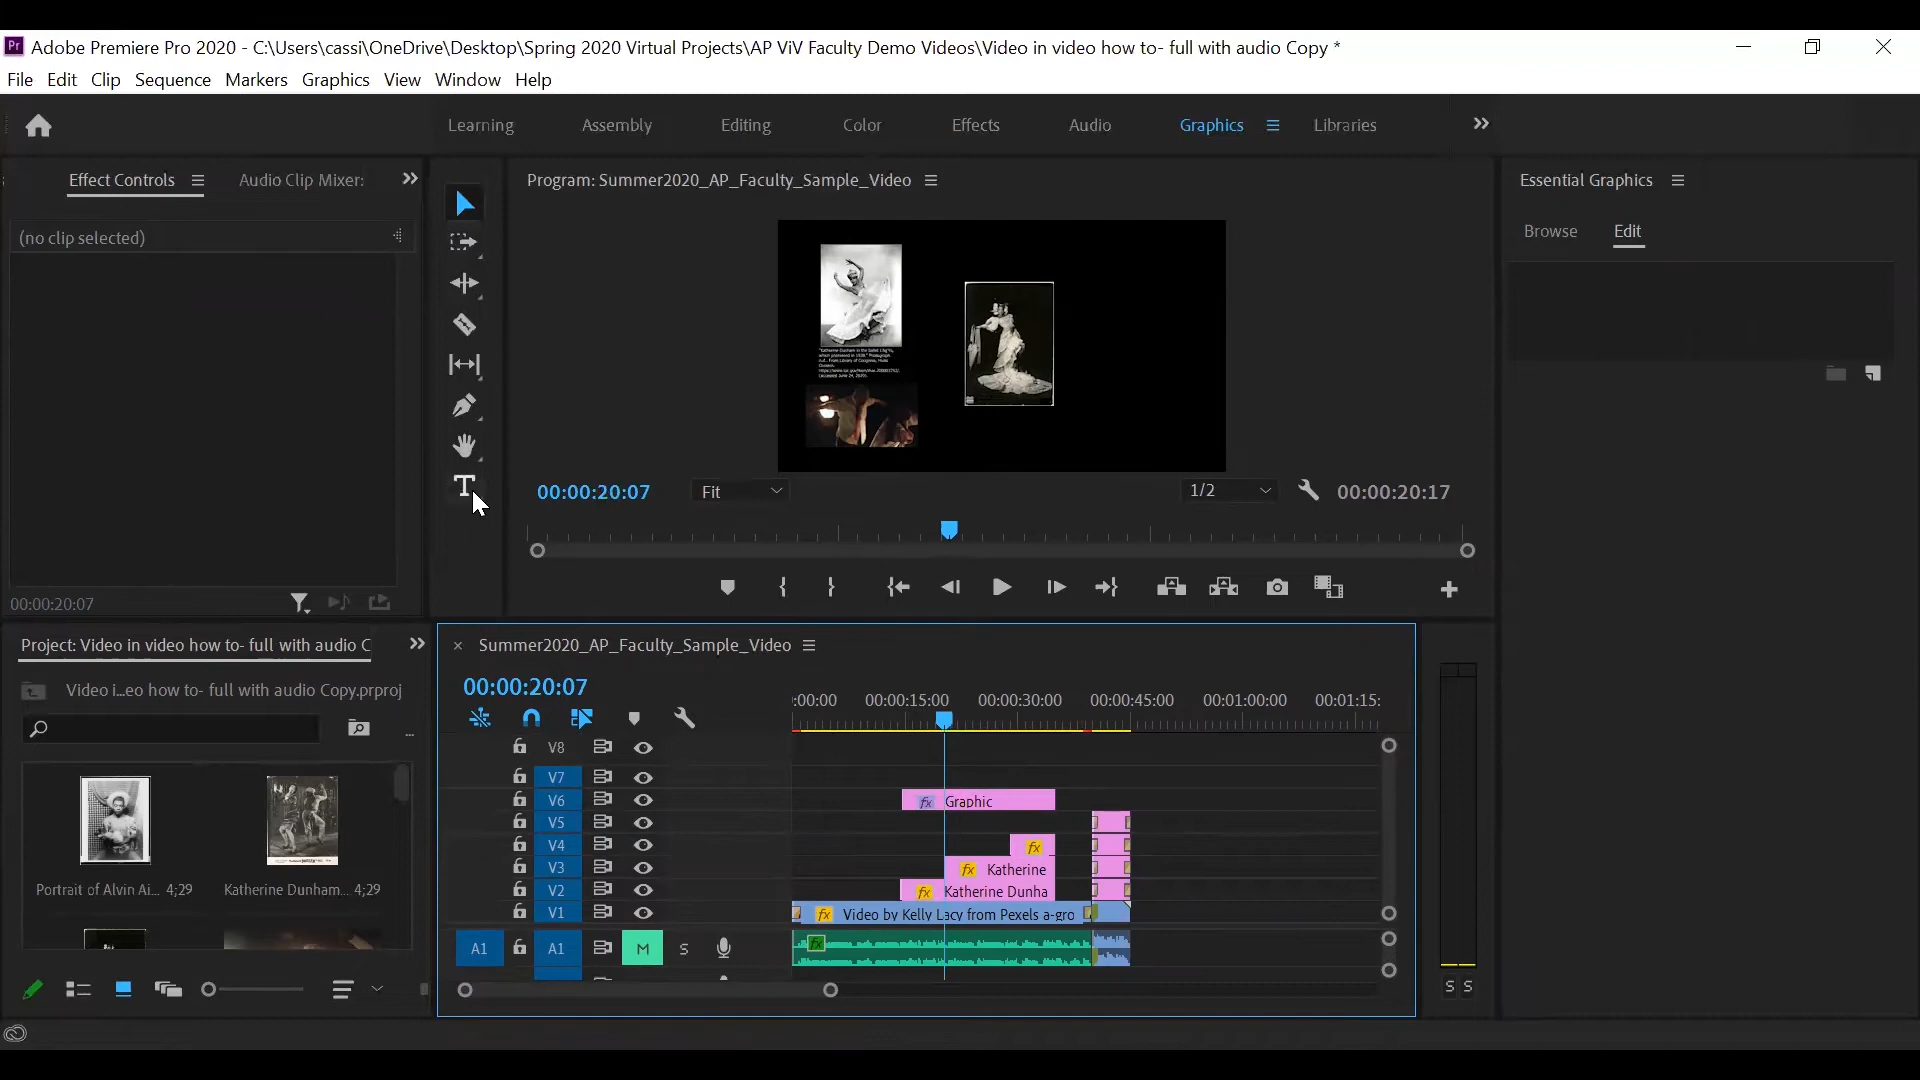 Pr Adobe Premiere Pro 2020 - C:\Users\cassi\OneDrive\Desktop\Spring 2020 Virtual Projects\AP ViV Faculty Demo Videos\Video in video how to- full with audio Copy *
File Edit Clip Sequence Markers Graphics View Window Help
Learning Assembly Editing Color Effects Audio Graphics Libraries
Effect Controls Audio Clip Mixer:
Program: Summer2020_AP_Faculty_Sample_Video
Essential Graphics
(no clip selected)
Browse Edit
00:00:20:07 Fit 1/2 00:00:20:17
00:00:20:07
Project: Video in video how to- full with audio C
Summer2020_AP_Faculty_Sample_Video
Video i...eo how to- full with audio Copy.prproj
00:00:20:07
:00:00 00:00:15:00 00:00:30:00 00:00:45:00 00:01:00:00 00:01:15:
V8
V7
V6 fx Graphic
V5
V4 fx
V3 fx Katherine
V2 fx Katherine Dunha
V1 fx Video by Kelly Lacy from Pexels a-gro
A1 A1 M S fx
Portrait of Alvin Ai... 4;29 Katherine Dunham... 4;29
S S